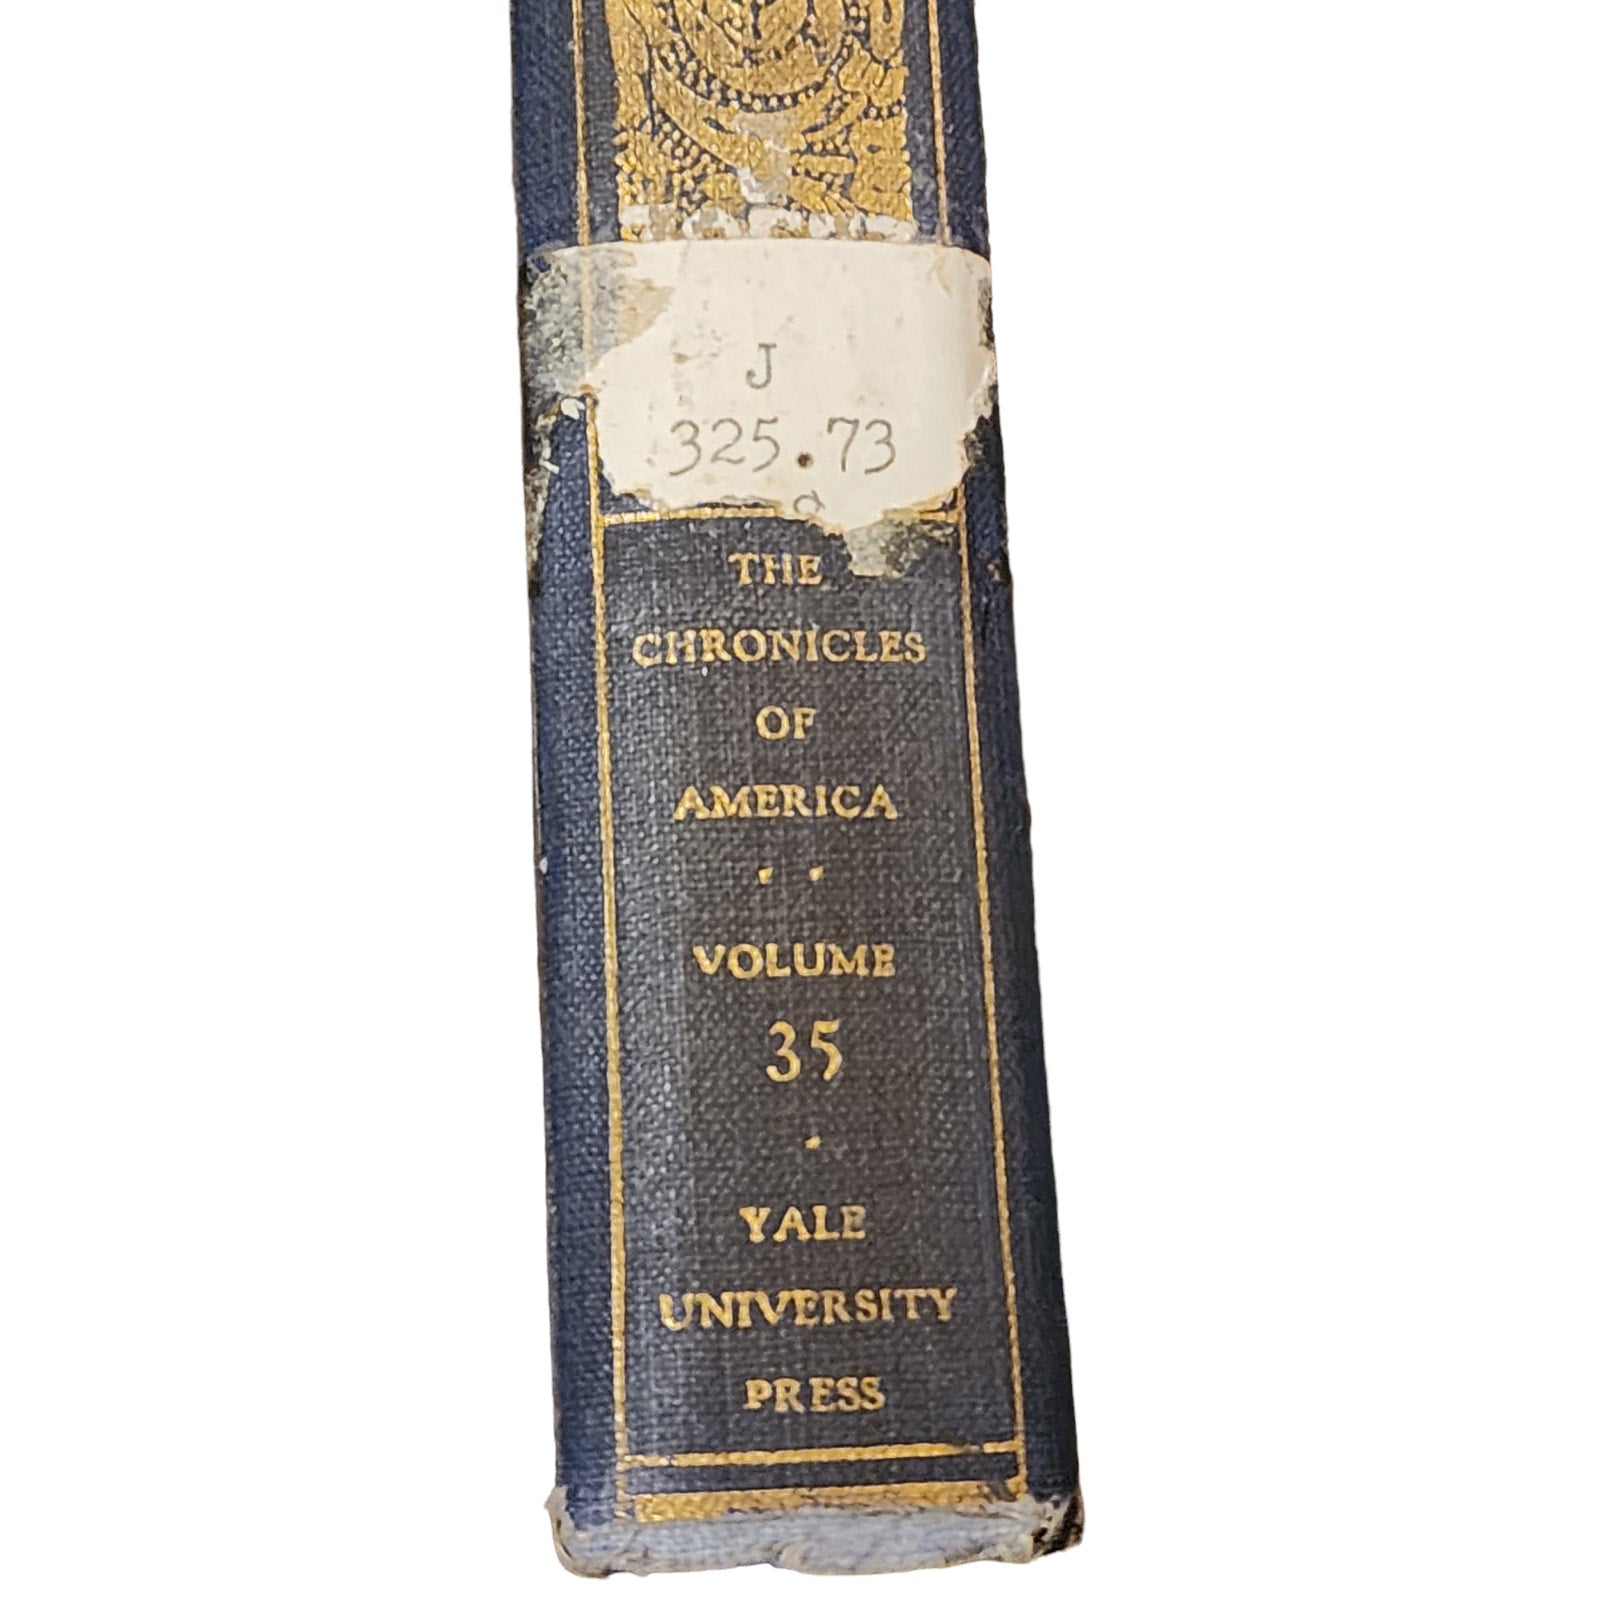 J
325.73
THE
CHRONICLES
OF
AMERICA
VOLUME
35
YALE
UNIVERSITY
PRESS